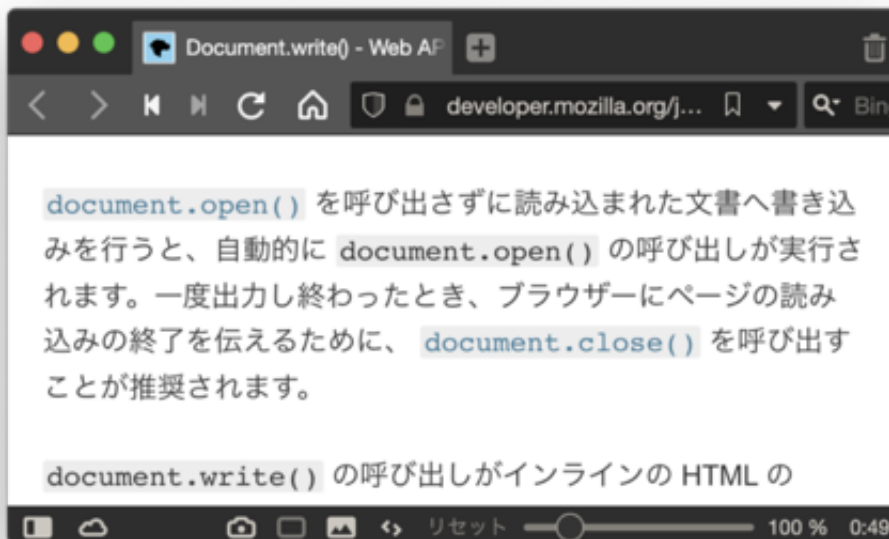 Document.write() - Web AP
developer.mozilla.org/j... Bin
document.open() を呼び出さずに読み込まれた文書へ書き込
みを行うと、自動的に document.open() の呼び出しが実行さ
れます。一度出力し終わったとき、ブラウザーにページの読み
込みの終了を伝えるために、 document.close() を呼び出す
ことが推奨されます。
document.write() の呼び出しがインラインの HTML の
リセット 100 % 0:49